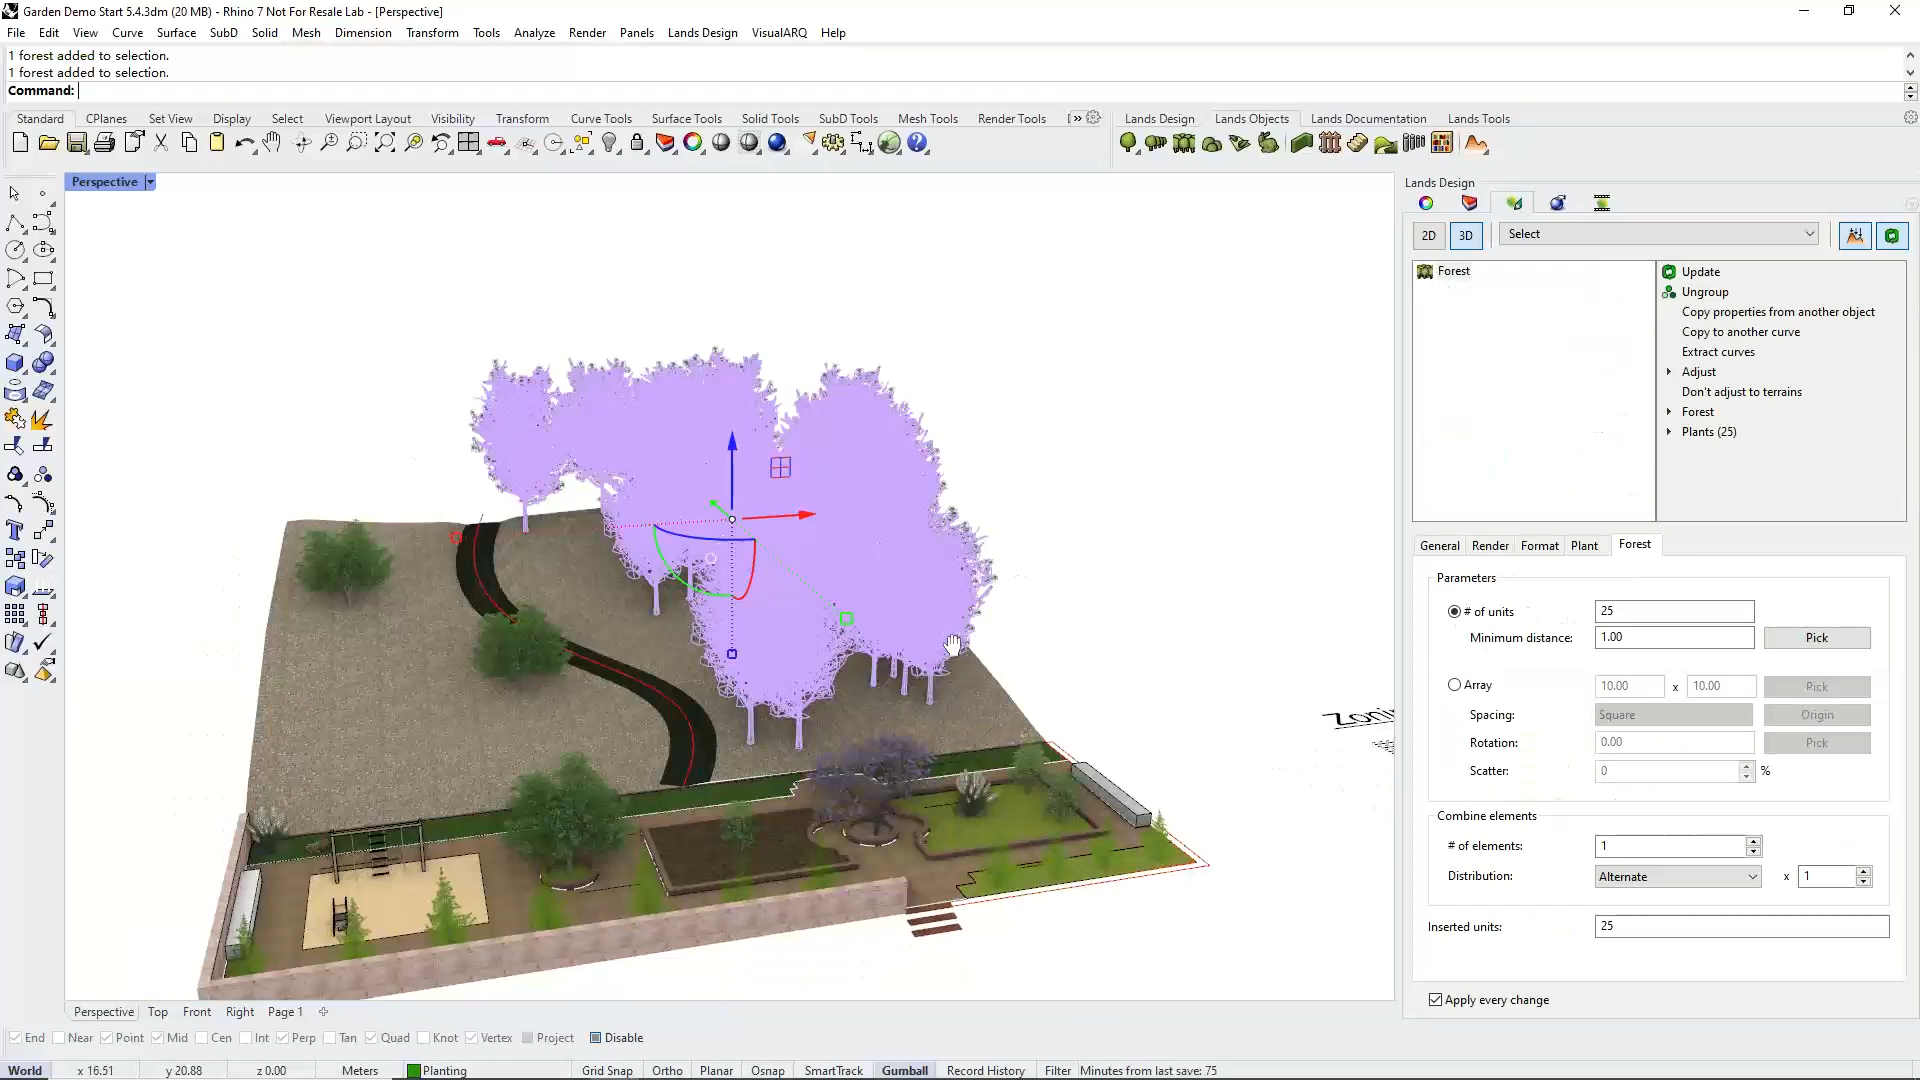 Garden Demo Start 5.4.3dm (20 MB) - Rhino 7 Not For Resale Lab - [Perspective]
File Edit View Curve Surface SubD Solid Mesh Dimension Transform Tools Analyze Render Panels Lands Design VisualARQ Help
1 forest added to selection.
1 forest added to selection.
Command:
Standard CPlanes Set View Display Select Viewport Layout Visibility Transform Curve Tools Surface Tools Solid Tools SubD Tools Mesh Tools Render Tools Lands Design Lands Objects Lands Documentation Lands Tools
Perspective
Lands Design
2D 3D Select
Forest
Update
Ungroup
Copy properties from another object
Copy to another curve
Extract curves
Adjust
Don't adjust to terrains
Forest
Plants (25)
General Render Format Plant Forest
Parameters
# of units 25
Minimum distance: 1.00 Pick
Array 10.00 x 10.00 Pick
Spacing: Square Origin
Rotation: 0.00 Pick
Scatter: 0 %
Combine elements
# of elements: 1
Distribution: Alternate x 1
Inserted units: 25
Apply every change
Perspective Top Front Right Page 1
End Near Point Mid Cen Int Perp Tan Quad Knot Vertex Project Disable
World x 16.51 y 20.88 z 0.00 Meters Planting Grid Snap Ortho Planar Osnap SmartTrack Gumball Record History Filter Minutes from last save: 75